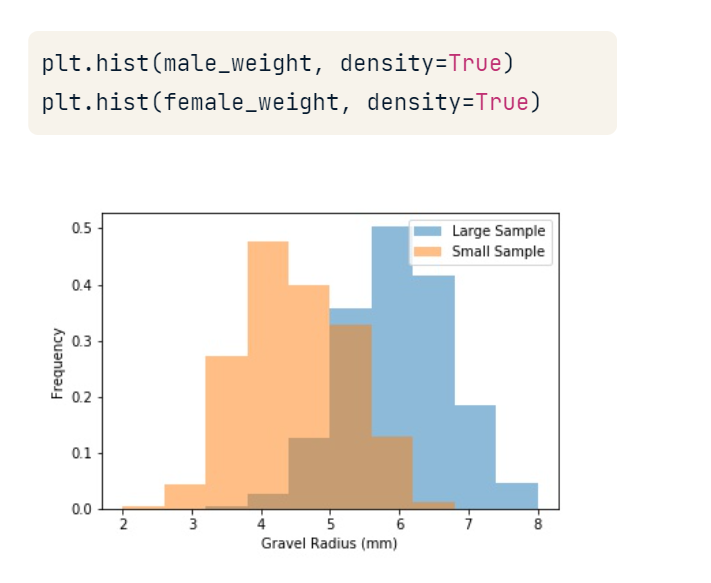 plt.hist(male_weight, density=True)
plt.hist(female_weight, density=True)
Large Sample
Small Sample
0.5
0.4
0.3
0.2
0.1
0.0
Frequency
2 3 4 5 6 7 8
Gravel Radius (mm)